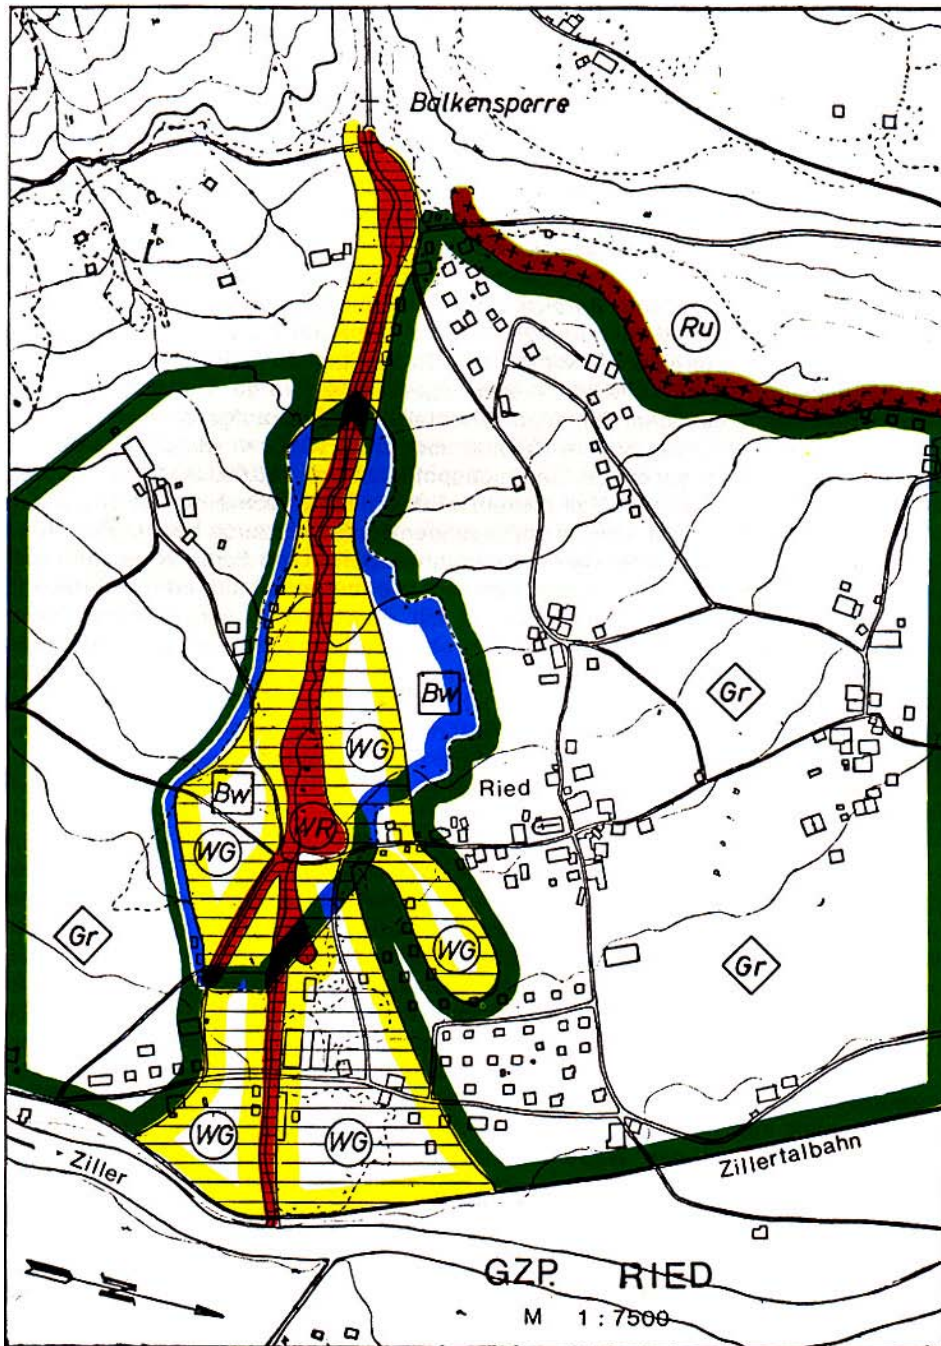 Balkensperre
Ru
Bw
Gr
WG
Ried
Bw
WR
WG
Gr
WG
Gr
WG
WG
Ziller
Zillertalbahn
N
GZP. RIED
M 1:7500